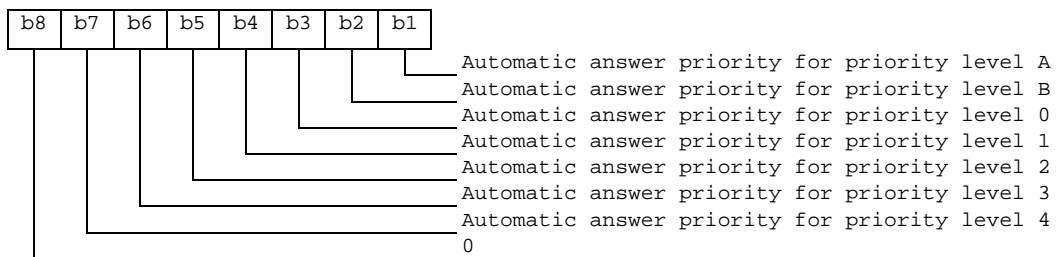 b8 b7 b6 b5 b4 b3 b2 b1
Automatic answer priority for priority level A
Automatic answer priority for priority level B
Automatic answer priority for priority level 0
Automatic answer priority for priority level 1
Automatic answer priority for priority level 2
Automatic answer priority for priority level 3
Automatic answer priority for priority level 4
0